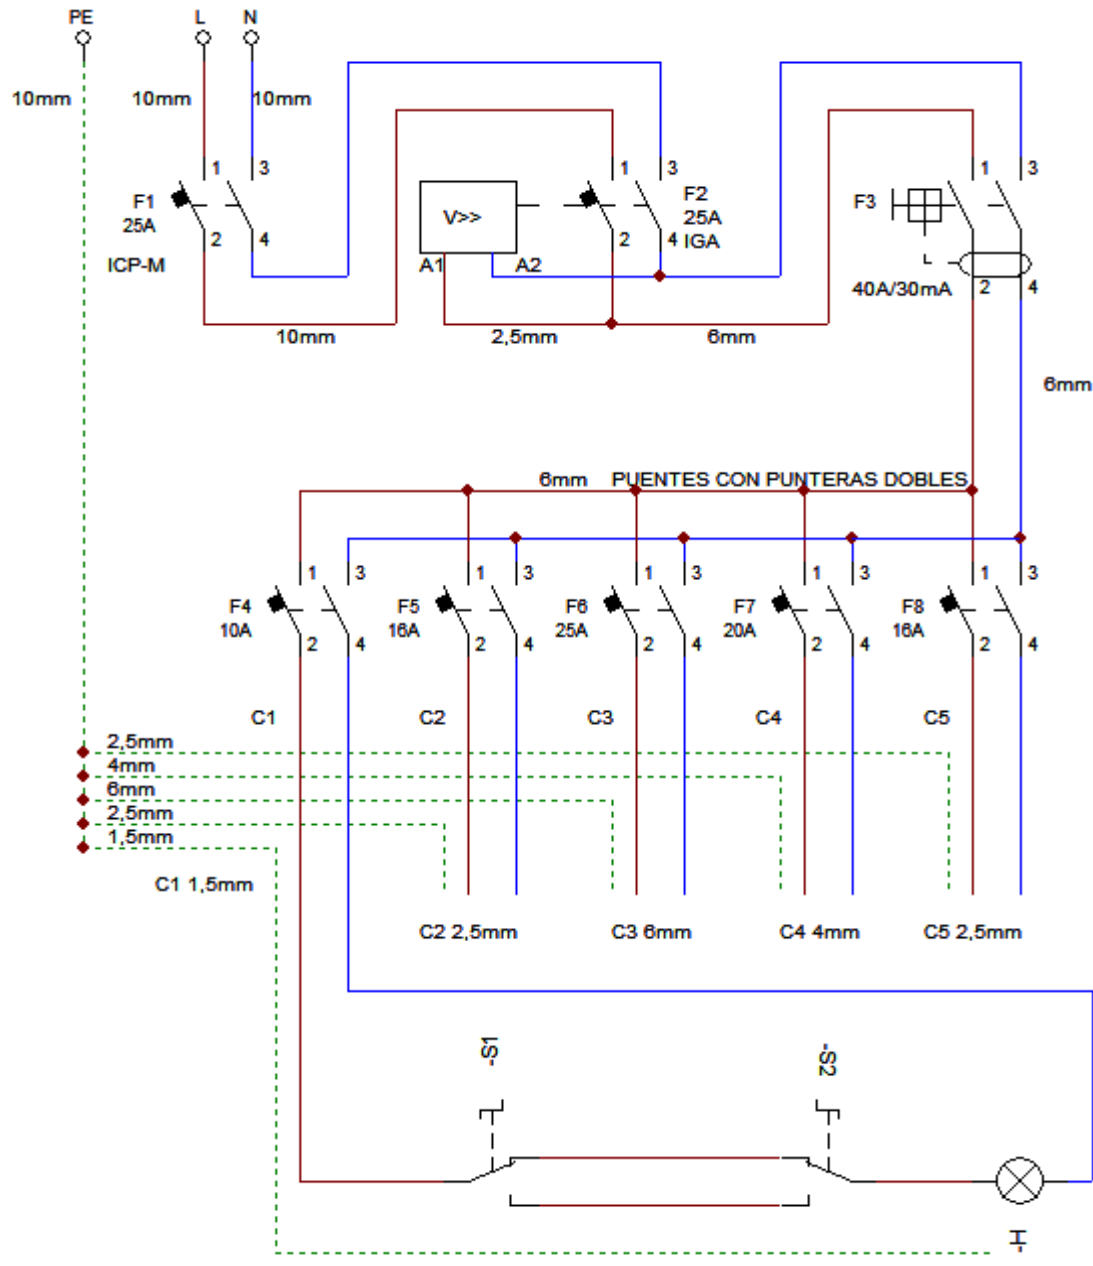 PE L N
10mm 10mm 10mm
1 3
F1
25A
2 4
ICP-M
V>>
A1 A2
1 3
F2
25A
2 4 IGA
1 3
F3
40A/30mA 2 4
10mm 2,5mm 6mm
6mm
6mm PUENTES CON PUNTERAS DOBLES
1 3 1 3 1 3 1 3 1 3
F4 F5 F6 F7 F8
10A 16A 25A 20A 16A
2 4 2 4 2 4 2 4 2 4
C1 C2 C3 C4 C5
2,5mm
4mm
6mm
2,5mm
1,5mm
C1 1,5mm
C2 2,5mm C3 6mm C4 4mm C5 2,5mm
-S1 -S2
-H